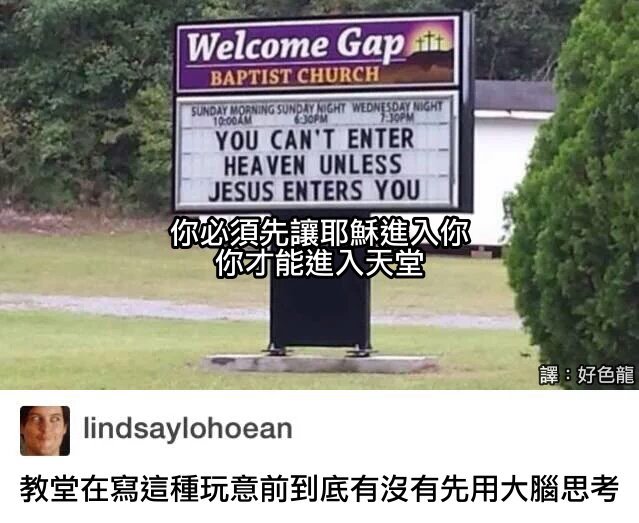 Welcome Gap
BAPTIST CHURCH
SUNDAY MORNING SUNDAY NIGHT WEDNESDAY NIGHT
10:00AM 6:30PM 7:30PM
YOU CAN'T ENTER
HEAVEN UNLESS
JESUS ENTERS YOU
你必須先讓耶穌進入你
你才能進入天堂
譯：好色龍
lindsaylohoean
教堂在寫這種玩意前到底有沒有先用大腦思考